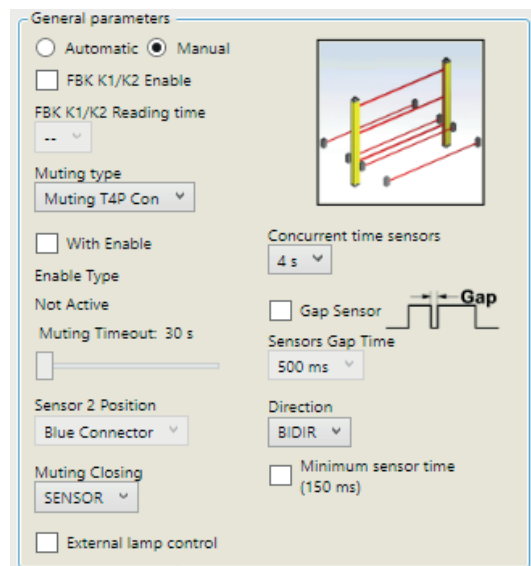 General parameters
Automatic Manual
FBK K1/K2 Enable
FBK K1/K2 Reading time
--
Muting type
Muting T4P Con
With Enable
Enable Type
Not Active
Muting Timeout: 30 s
Sensor 2 Position
Blue Connector
Muting Closing
SENSOR
External lamp control
Concurrent time sensors
4 s
Gap Sensor
Gap
Sensors Gap Time
500 ms
Direction
BIDIR
Minimum sensor time
(150 ms)